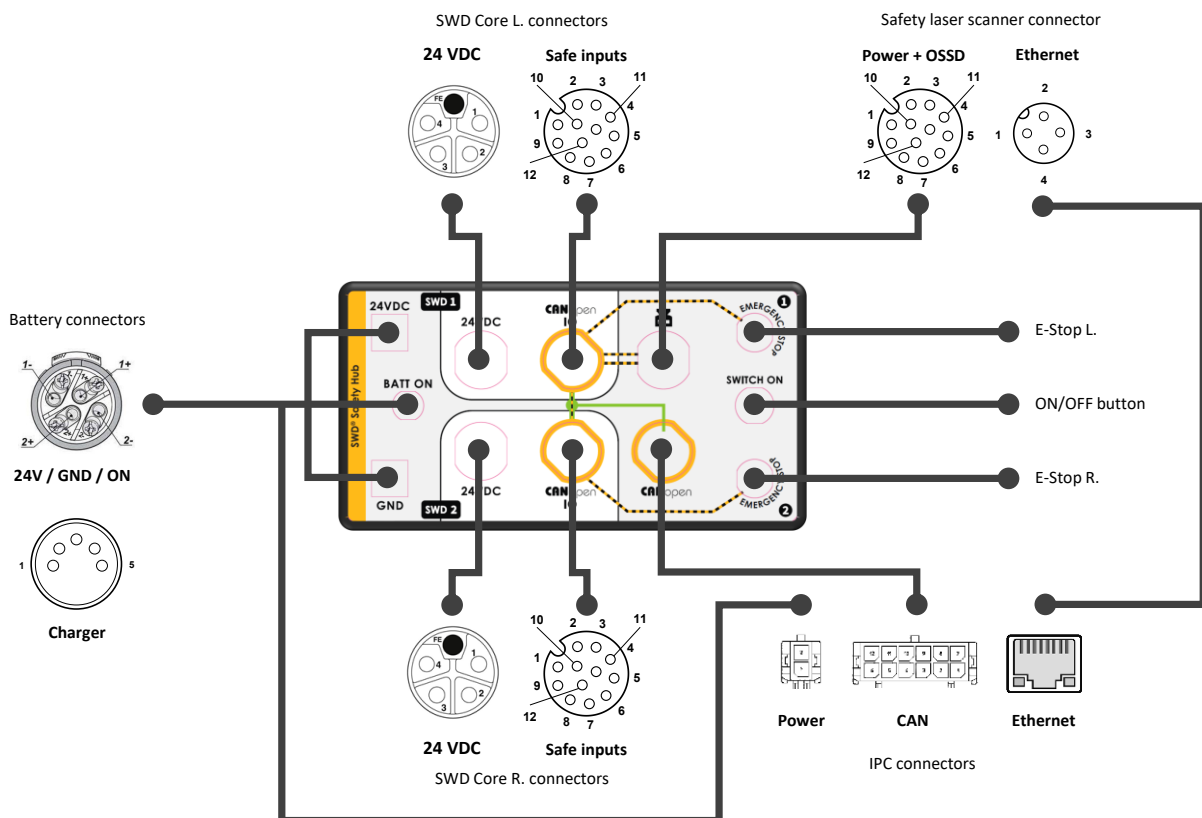 SWD Core L. connectors
Safety laser scanner connector
24 VDC
Safe inputs
Power + OSSD
Ethernet
10 2 3 11
1 4
9 5
12 8 7 6
FE 1
4
3 2
10 2 3 11
1 4
9 5
12 8 7 6
2
1 3
4
Battery connectors
1- 1+
2+ 2-
24V / GND / ON
1 5
Charger
SWD® Safety Hub
24VDC
SWD 1
24VDC
CANopen
IO
EMERGENCY STOP
1
BATT ON
SWITCH ON
GND
SWD 2
24VDC
CANopen
IO
CANopen
EMERGENCY STOP
2
E-Stop L.
ON/OFF button
E-Stop R.
FE 1
4
3 2
10 2 3 11
1 4
9 5
12 8 7 6
24 VDC
Safe inputs
SWD Core R. connectors
Power
CAN
Ethernet
IPC connectors